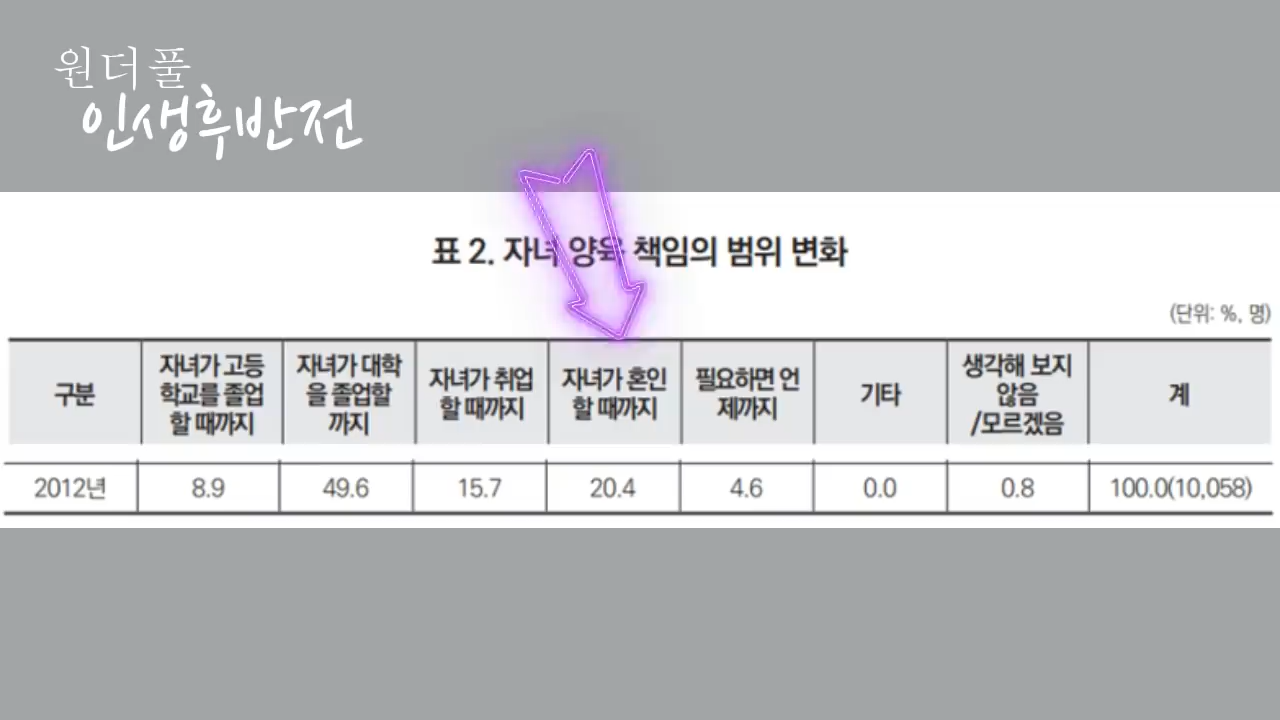 원더풀
인생후반전
표 2. 자녀 양육 책임의 범위 변화
(단위: %, 명)
구분
자녀가 고등
학교를 졸업
할 때까지
자녀가 대학
을 졸업할
까지
자녀가 취업
할 때까지
자녀가 혼인
할 때까지
필요하면 언
제까지
기타
생각해 보지
않음
/모르겠음
계
2012년 8.9 49.6 15.7 20.4 4.6 0.0 0.8 100.0(10,058)